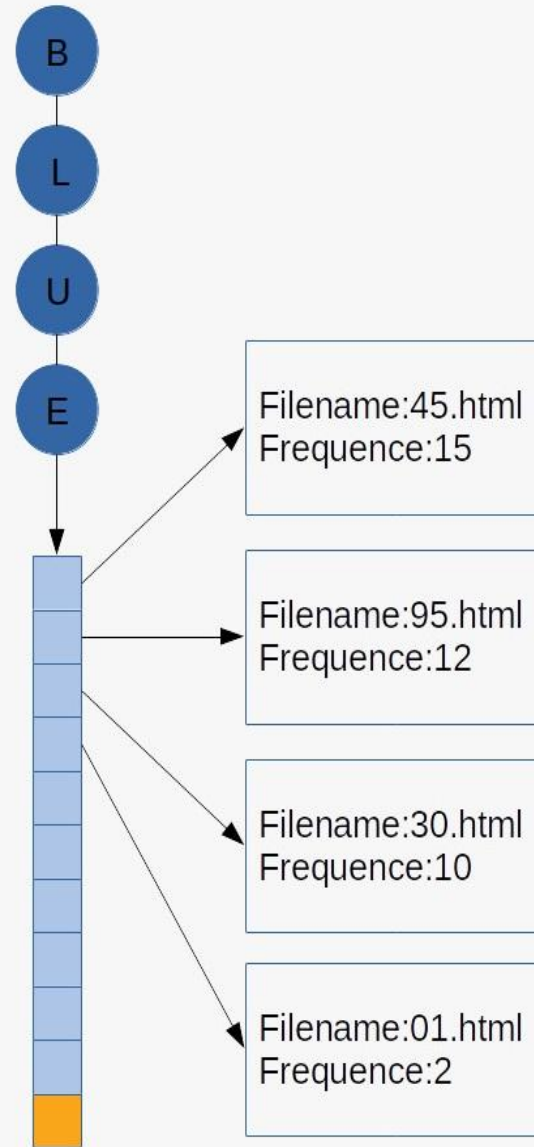 B
L
U
E
Filename:45.html
Frequence:15
Filename:95.html
Frequence:12
Filename:30.html
Frequence:10
Filename:01.html
Frequence:2